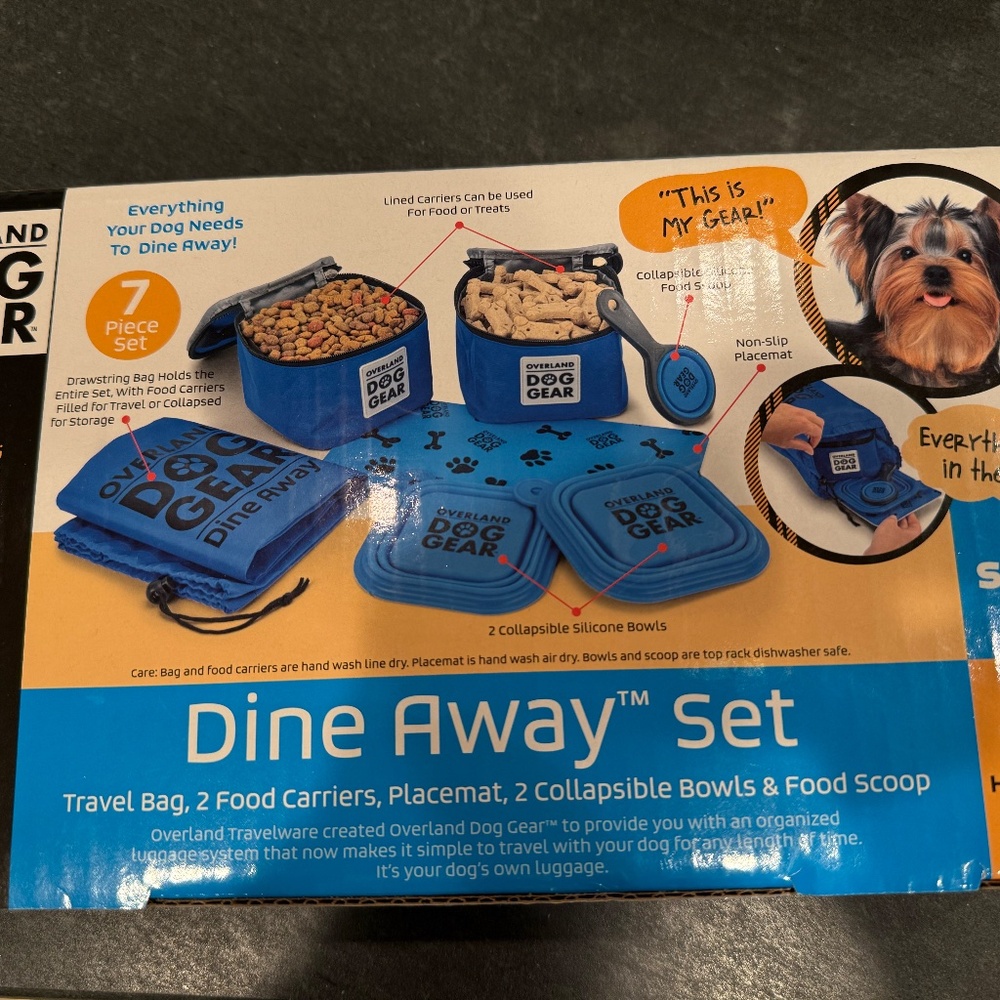 AND
G
R™
Everything
Your Dog Needs
To Dine Away!
7
Piece
Set
Lined Carriers Can be Used
For Food or Treats
"This is
MY GEAR!"
Collapsible Silicone
Food Scoop
Non-Slip
Placemat
Drawstring Bag Holds the
Entire Set, With Food Carriers
Filled for Travel or Collapsed
for Storage
OVERLAND
DOG
GEAR
OVERLAND
DOG
GEAR
OVERLAND
DOG
GEAR
Dine Away
OVERLAND
DOG
GEAR
OVERLAND
DOG
GEAR
DOG
GEAR
Everyth
in the
2 Collapsible Silicone Bowls
Care: Bag and food carriers are hand wash line dry. Placemat is hand wash air dry. Bowls and scoop are top rack dishwasher safe.
S
Dine Away™ Set
Travel Bag, 2 Food Carriers, Placemat, 2 Collapsible Bowls & Food Scoop
H
Overland Travelware created Overland Dog Gear™ to provide you with an organized
luggage system that now makes it simple to travel with your dog for any length of time.
It's your dog's own luggage.